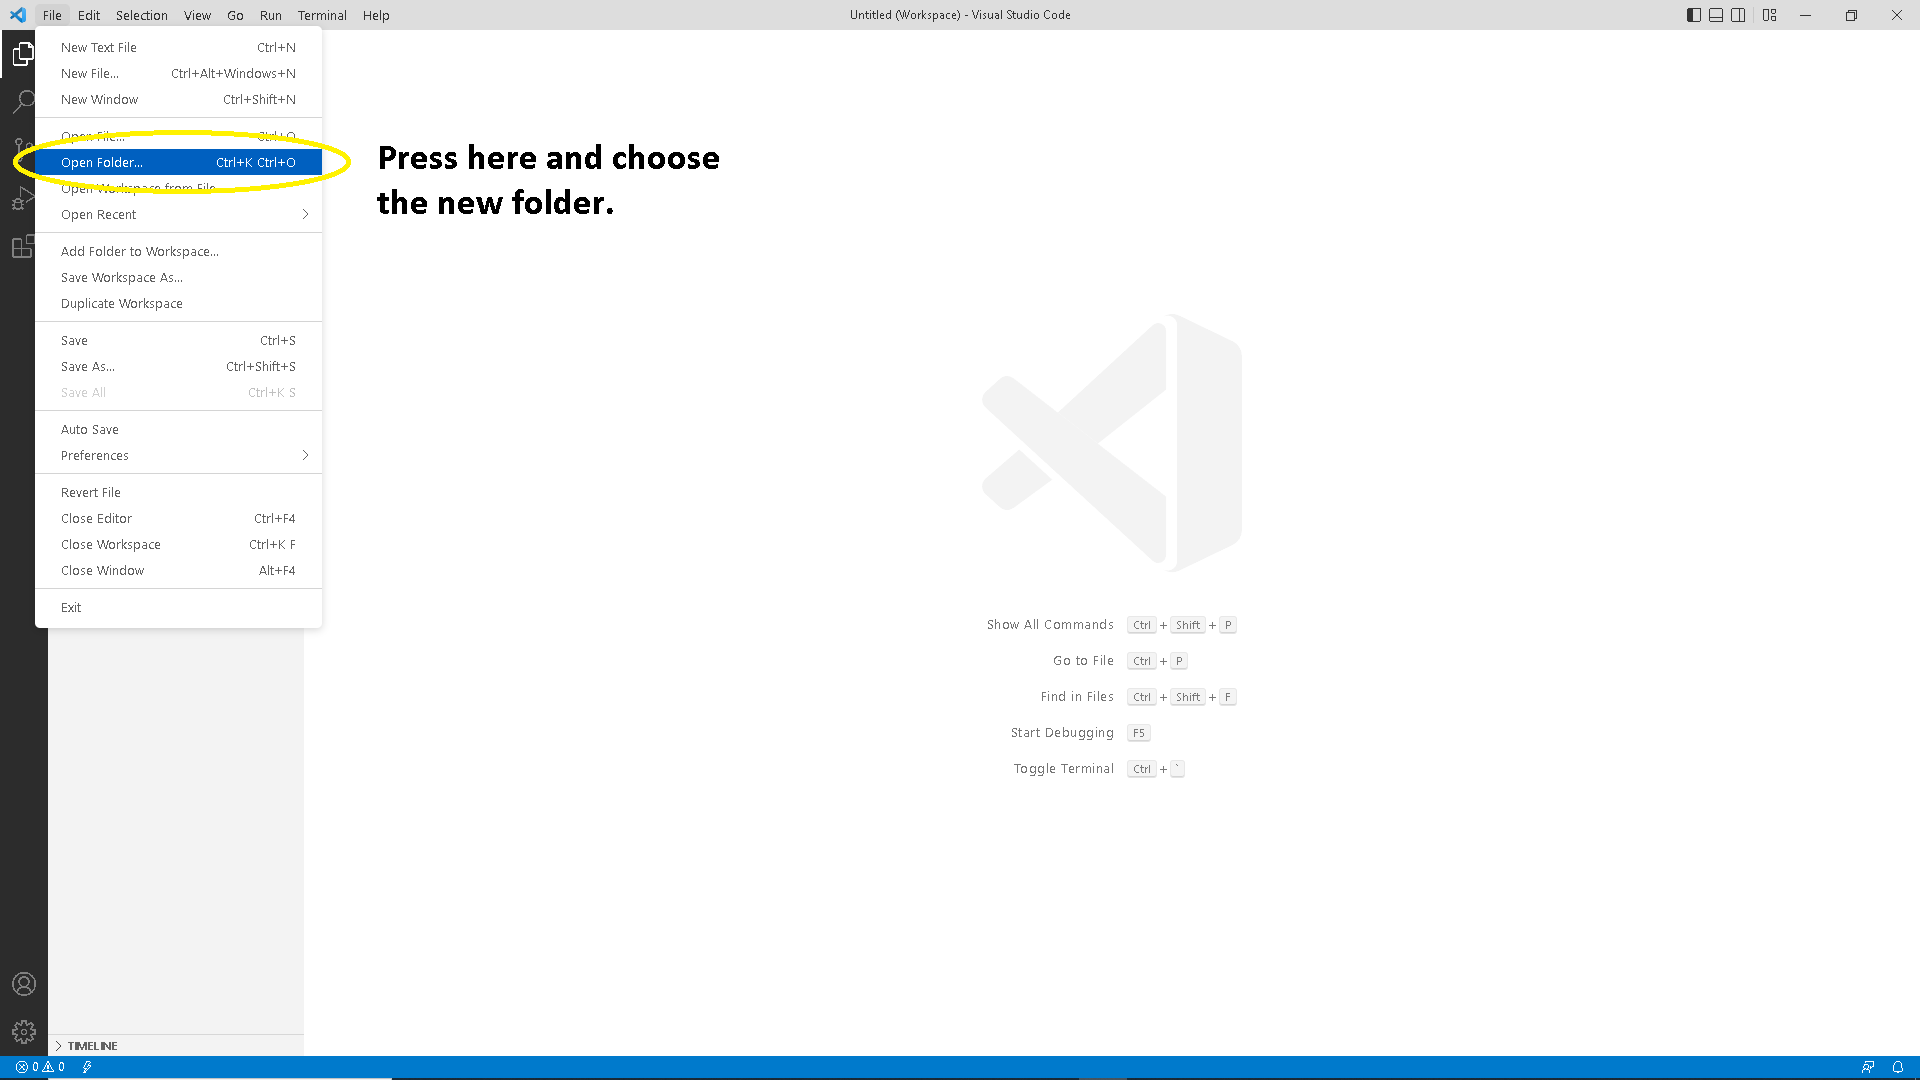 File Edit Selection View Go Run Terminal Help
Untitled (Workspace) - Visual Studio Code
New Text File Ctrl+N
New File... Ctrl+Alt+Windows+N
New Window Ctrl+Shift+N
Open File... Ctrl+O
Open Folder... Ctrl+K Ctrl+O
Open Workspace from File...
Open Recent
Add Folder to Workspace...
Save Workspace As...
Duplicate Workspace
Save Ctrl+S
Save As... Ctrl+Shift+S
Save All Ctrl+K S
Auto Save
Preferences
Revert File
Close Editor Ctrl+F4
Close Workspace Ctrl+K F
Close Window Alt+F4
Exit
Press here and choose
the new folder.
Show All Commands Ctrl + Shift + P
Go to File Ctrl + P
Find in Files Ctrl + Shift + F
Start Debugging F5
Toggle Terminal Ctrl + `
TIMELINE
0 0